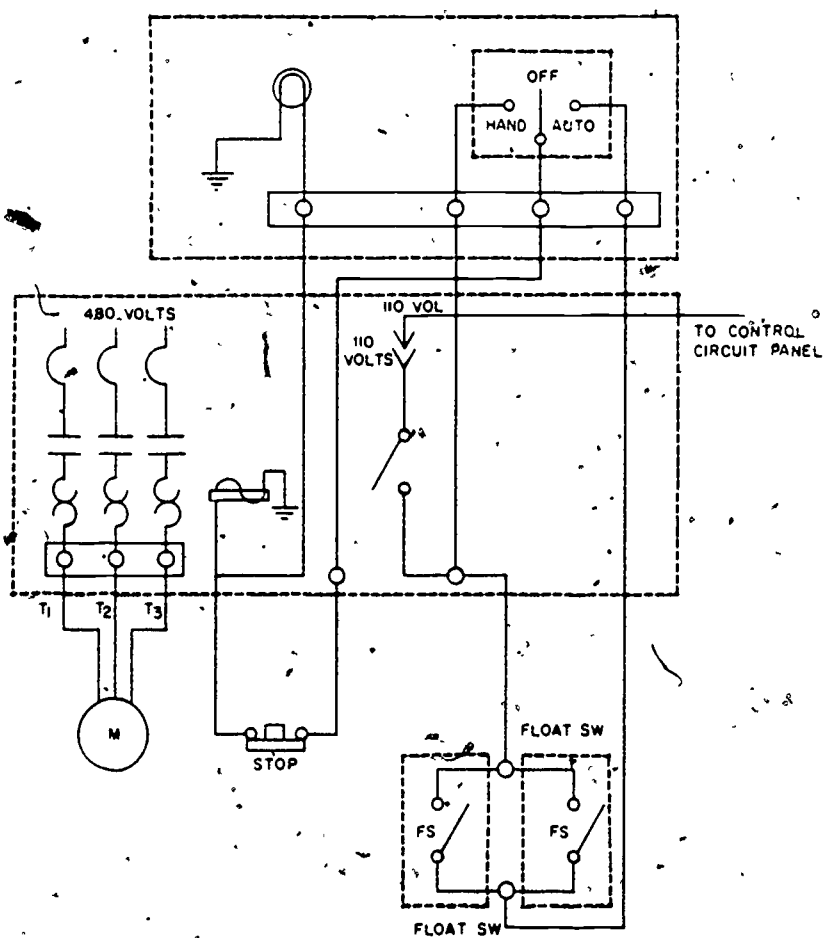 OFF
HAND AUTO
480 VOLTS
110 VOL
110
VOLTS
TO CONTROL
CIRCUIT PANEL
T1 T2 T3
M
STOP
FLOAT SW
FS FS
FLOAT SW